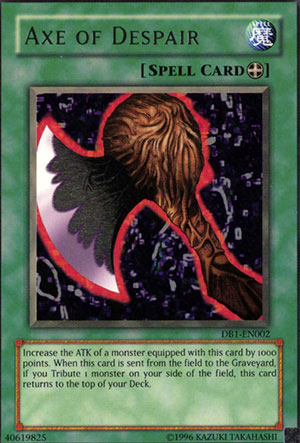 AXE OF DESPAIR
魔
[SPELL CARD]
DB1-EN002
Increase the ATK of a monster equipped with this card by 1000
points. When this card is sent from the field to the Graveyard,
if you Tribute 1 monster on your side of the field, this card
returns to the top of your Deck.
40619825
©1996 KAZUKI TAKAHASHI